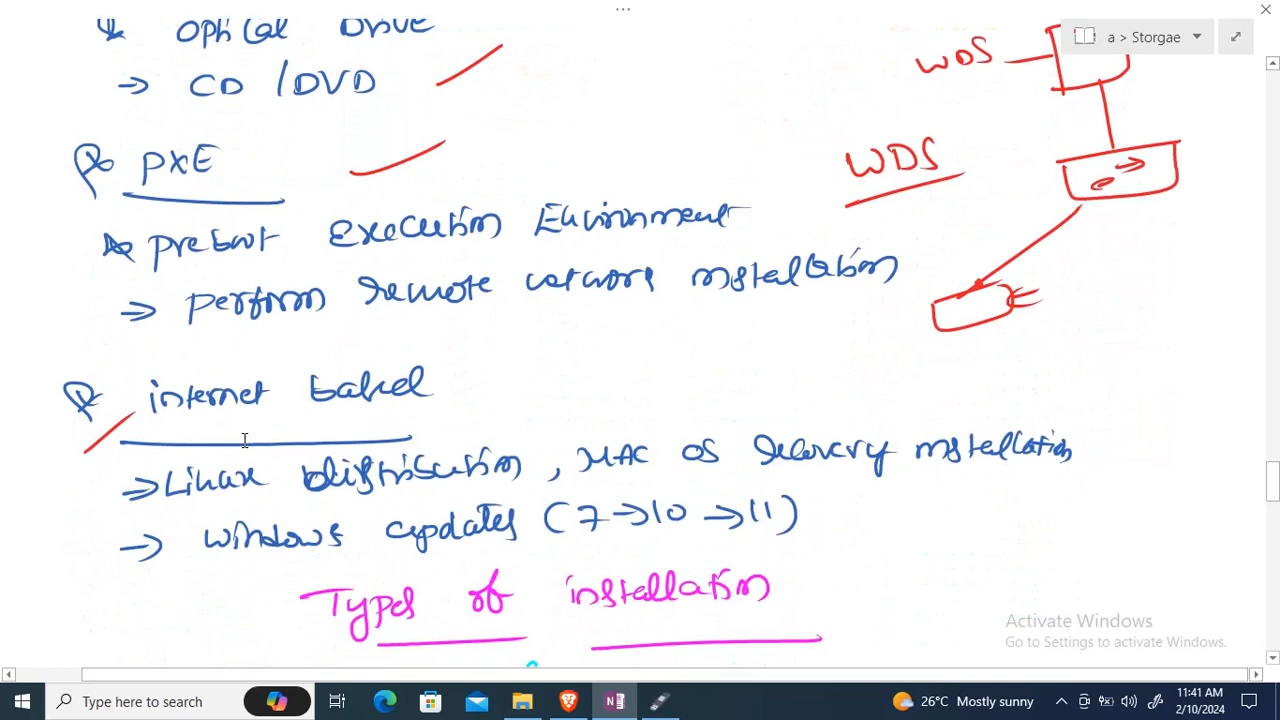 Optical Drive
→ CD /DVD
PXE
Preboot Execution Environment
→ perform remote network installation
internet based
→ Linux distribution, MAC OS recovery installation
→ windows updates (7→10→11)
Types of installation
WDS
WDS
a > Storgae
Activate Windows
Go to Settings to activate Windows.
Type here to search
26°C Mostly sunny
11:41 AM
2/10/2024